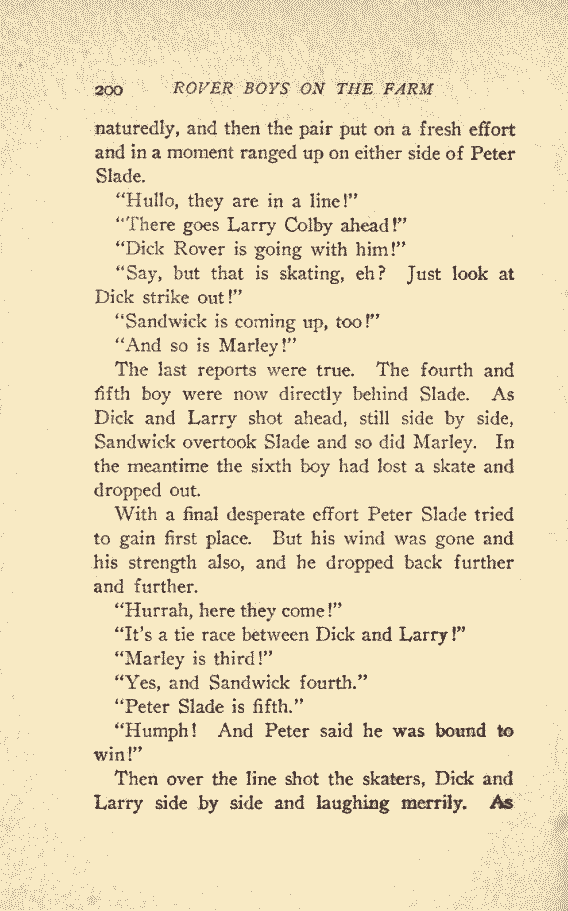 200 ROVER BOYS ON THE FARM
naturedly, and then the pair put on a fresh effort
and in a moment ranged up on either side of Peter
Slade.
"Hullo, they are in a line!"
"There goes Larry Colby ahead!"
"Dick Rover is going with him!"
"Say, but that is skating, eh? Just look at
Dick strike out!"
"Sandwick is coming up, too!"
"And so is Marley!"
The last reports were true. The fourth and
fifth boy were now directly behind Slade. As
Dick and Larry shot ahead, still side by side,
Sandwick overtook Slade and so did Marley. In
the meantime the sixth boy had lost a skate and
dropped out.
With a final desperate effort Peter Slade tried
to gain first place. But his wind was gone and
his strength also, and he dropped back further
and further.
"Hurrah, here they come!"
"It's a tie race between Dick and Larry!"
"Marley is third!"
"Yes, and Sandwick fourth."
"Peter Slade is fifth."
"Humph! And Peter said he was bound to
win!"
Then over the line shot the skaters, Dick and
Larry side by side and laughing merrily. As